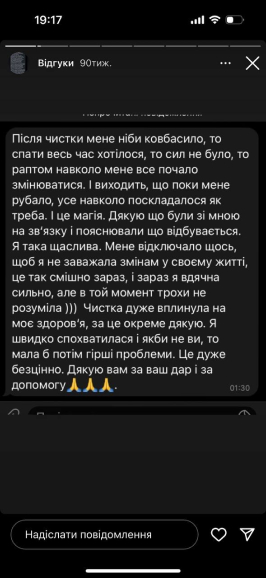 19:17
Відгуки 90тиж.
Після чистки мене ніби ковбасило, то
спати весь час хотілося, то сил не було, то
раптом навколо мене все почало
змінюватися. І виходить, що поки мене
рубало, усе навколо поскладалося як
треба. І це магія. Дякую що були зі мною
на зв'язку і пояснювали що відбувається.
Я така щаслива. Мене відключало щось,
щоб я не заважала змінам у своєму житті,
це так смішно зараз, і зараз я вдячна
сильно, але в той момент трохи не
розуміла ))) Чистка дуже вплинула на
моє здоров'я, за це окреме дякую. Я
швидко спохватилася і якби не ви, то
мала б потім гірші проблеми. Це дуже
безцінно. Дякую вам за ваш дар і за
допомогу🙏🙏🙏.
01:30
Надіслати повідомлення